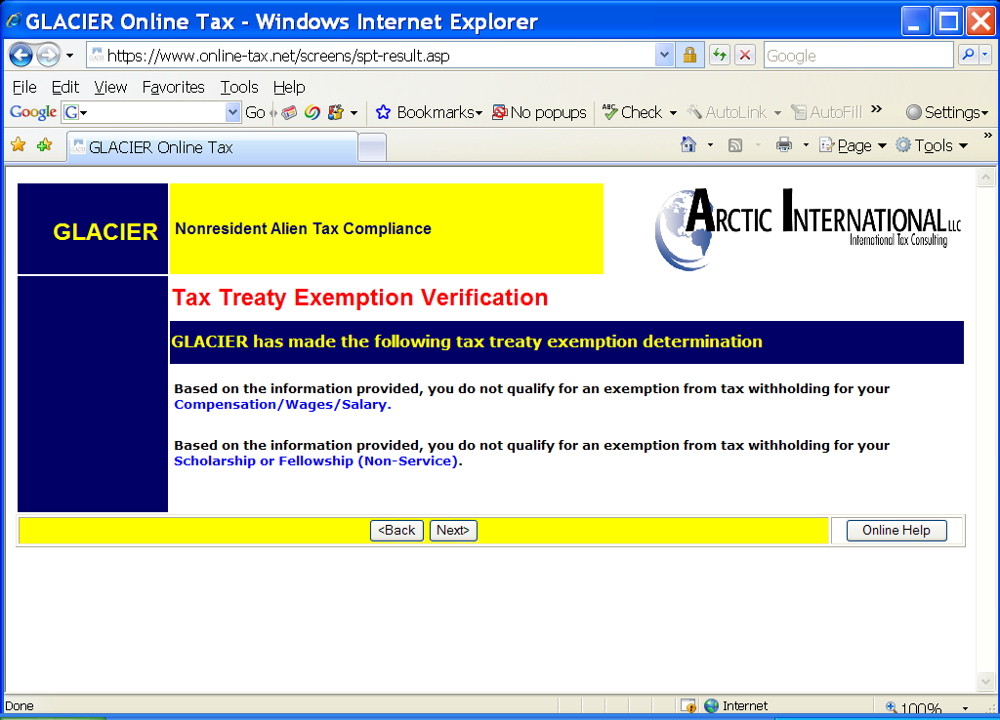 GLACIER Online Tax - Windows Internet Explorer
https://www.online-tax.net/screens/spt-result.asp
Google
File Edit View Favorites Tools Help
Google G Go Bookmarks No popups ABC Check AutoLink AutoFill » Settings
GLACIER Online Tax Page Tools »
GLACIER
Nonresident Alien Tax Compliance
ARCTIC INTERNATIONAL LLC
International Tax Consulting
Tax Treaty Exemption Verification
GLACIER has made the following tax treaty exemption determination
Based on the information provided, you do not qualify for an exemption from tax withholding for your
Compensation/Wages/Salary.
Based on the information provided, you do not qualify for an exemption from tax withholding for your
Scholarship or Fellowship (Non-Service).
<Back Next> Online Help
Done Internet 100%